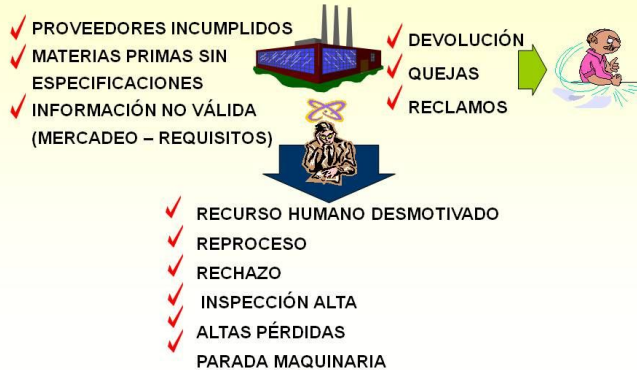 PROVEEDORES INCUMPLIDOS
MATERIAS PRIMAS SIN
ESPECIFICACIONES
INFORMACIÓN NO VÁLIDA
(MERCADEO – REQUISITOS)
DEVOLUCIÓN
QUEJAS
RECLAMOS
RECURSO HUMANO DESMOTIVADO
REPROCESO
RECHAZO
INSPECCIÓN ALTA
ALTAS PÉRDIDAS
PARADA MAQUINARIA